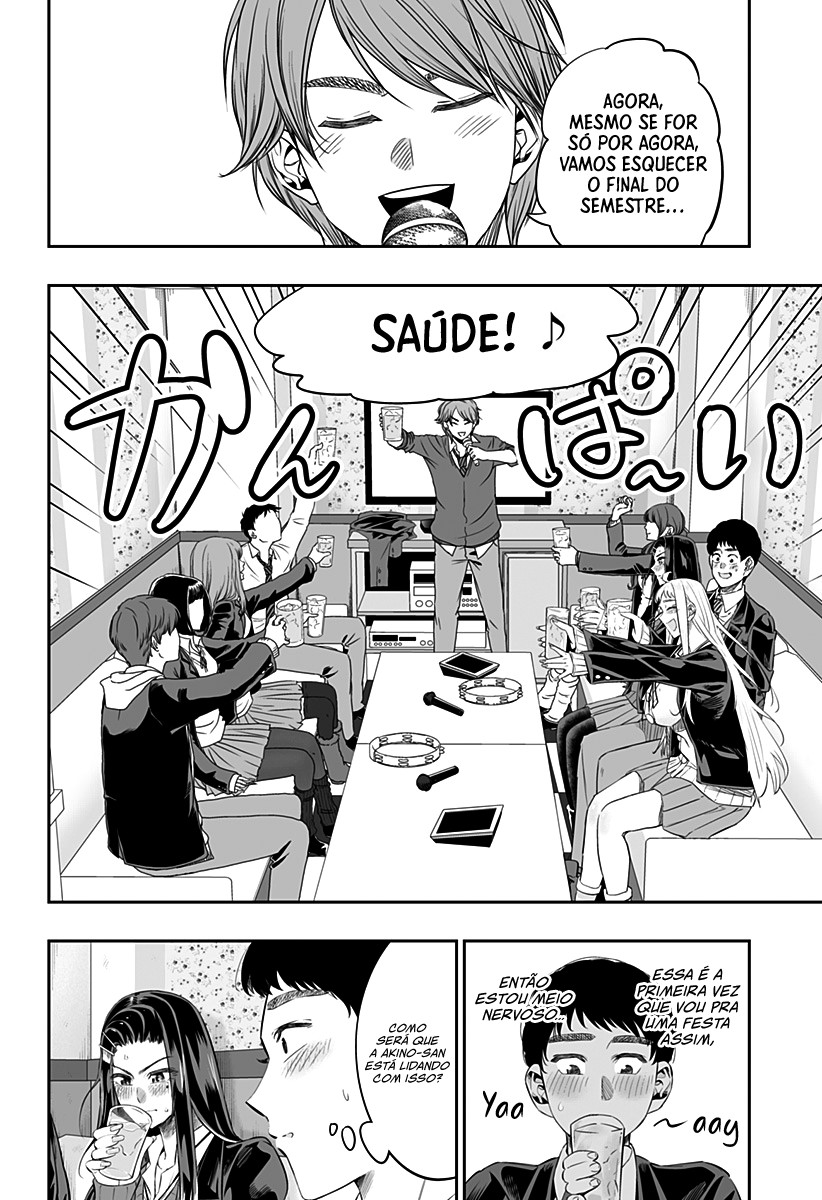 AGORA,
MESMO SE FOR
SÓ POR AGORA,
VAMOS ESQUECER
O FINAL DO
SEMESTRE...
SAÚDE! ♪
かんぱ〜い
ESSA É A
PRIMEIRA VEZ
QUE VOU PRA
UMA FESTA
ASSIM,
ENTÃO
ESTOU MEIO
NERVOSO..
Yaa
~aay
COMO
SERÁ QUE
A AKINO-SAN
ESTÁ LIDANDO
COM ISSO?